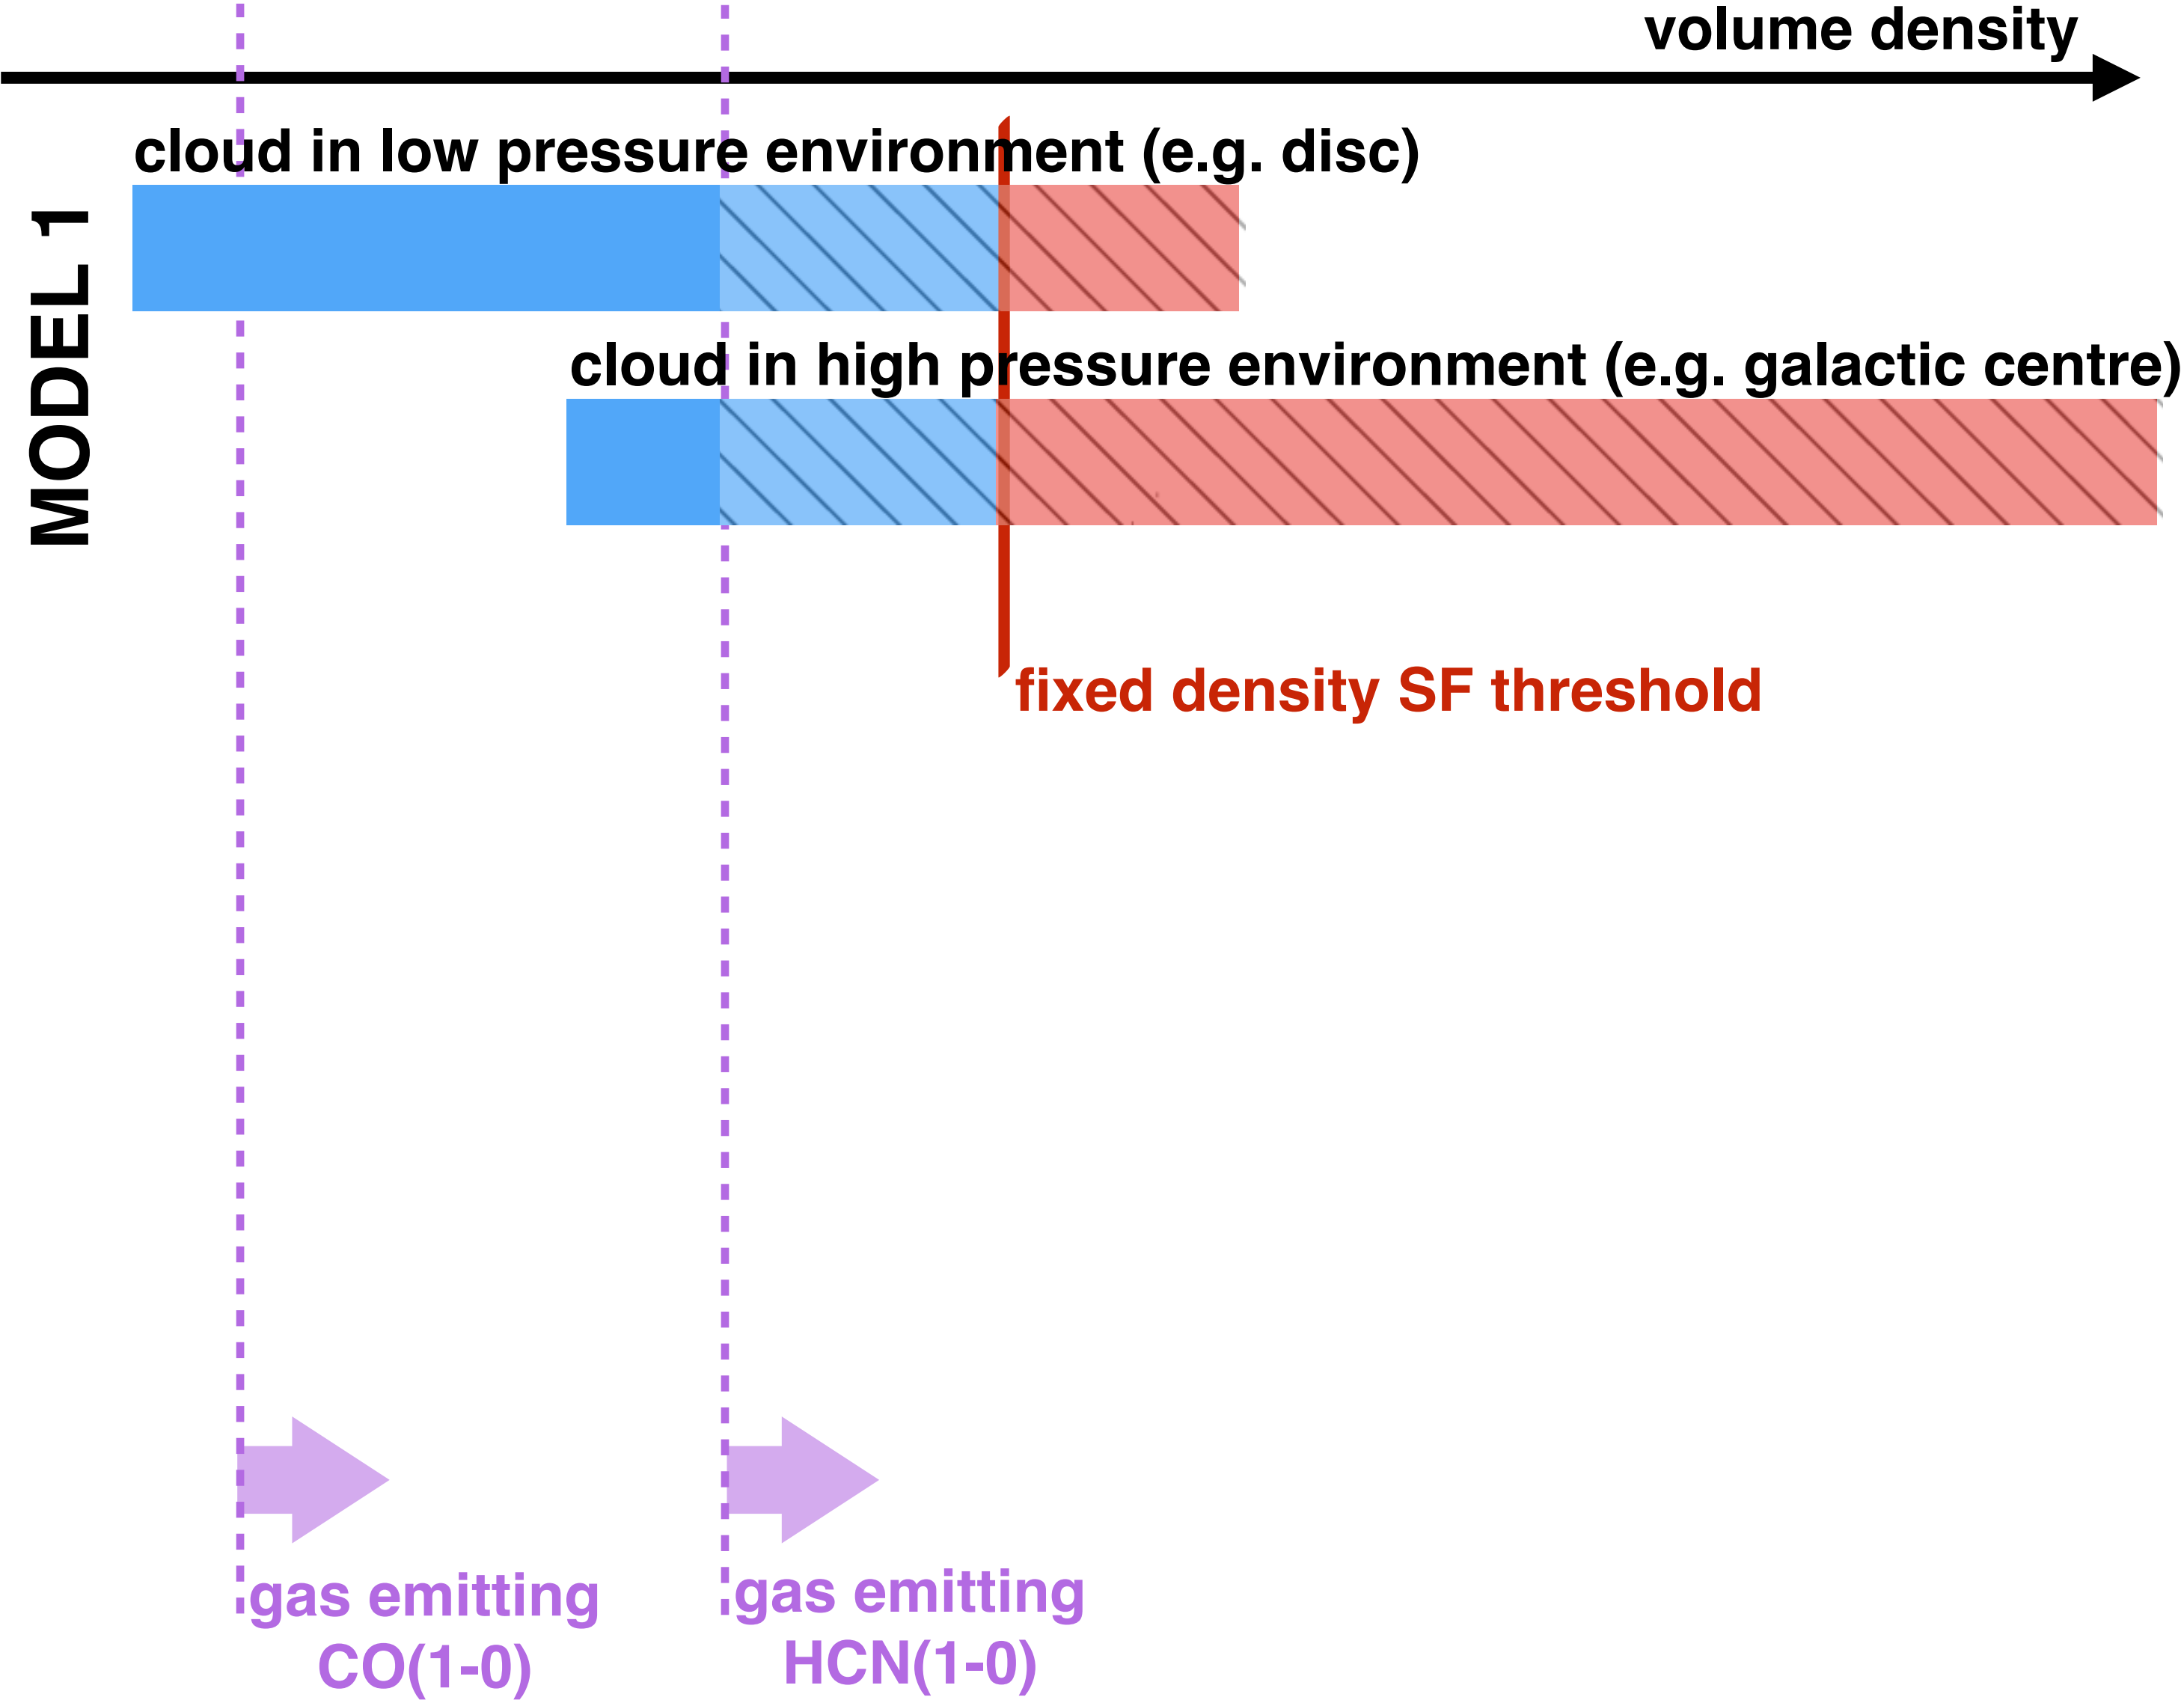 volume density
cloud in low pressure environment (e.g. disc)
MODEL 1
cloud in high pressure environment (e.g. galactic centre)
fixed density SF threshold
gas emitting
CO(1-0)
gas emitting
HCN(1-0)